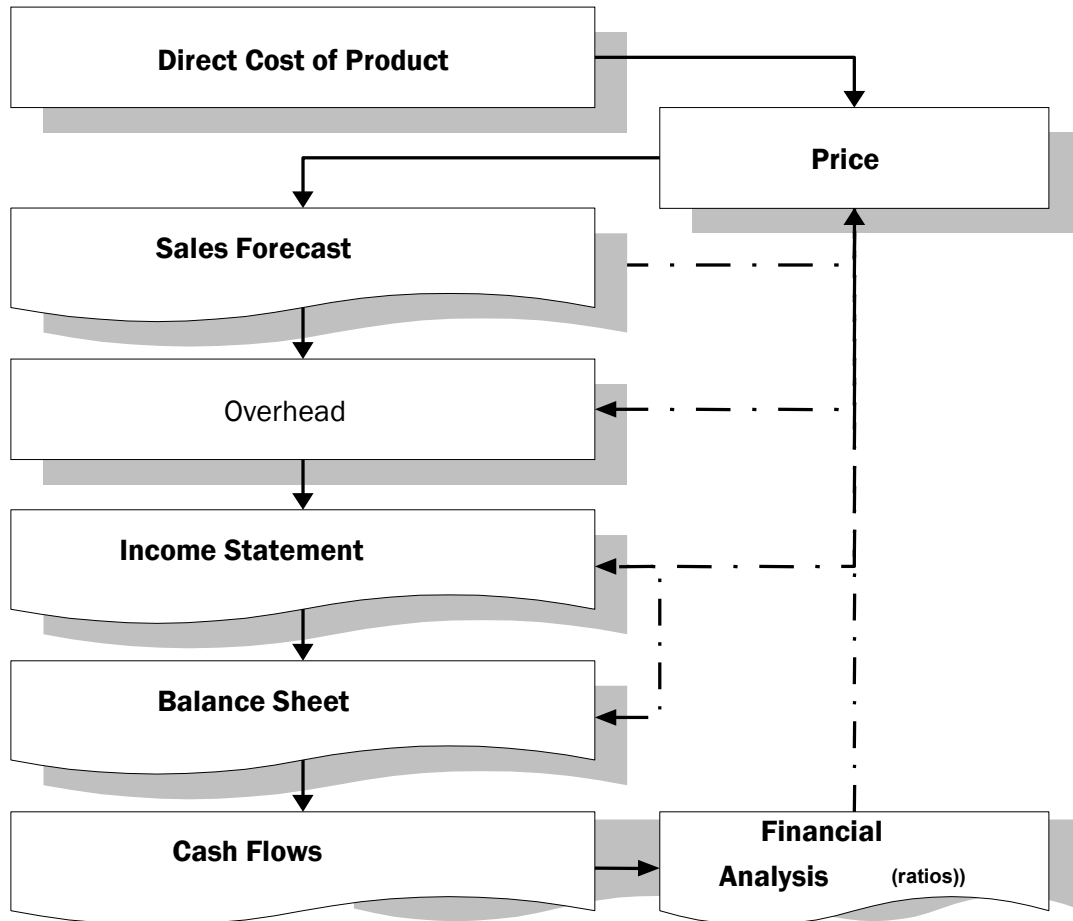 Direct Cost of Product
Price
Sales Forecast
Overhead
Income Statement
Balance Sheet
Cash Flows
Financial
Analysis (ratios))